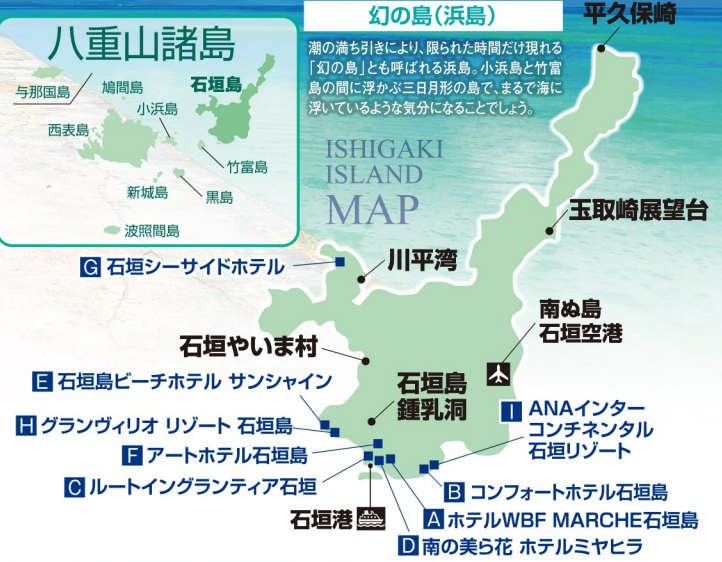 幻の島（浜島）
潮の満ち引きにより、限られた時間だけ現れる
「幻の島」とも呼ばれる浜島。小浜島と竹富
島の間に浮かぶ三日月形の島で、まるで海に
浮いているような気分になることでしょう。
八重山諸島
与那国島
鳩間島
石垣島
小浜島
西表島
竹富島
新城島
黒島
波照間島
ISHIGAKI
ISLAND
MAP
平久保崎
玉取崎展望台
G 石垣シーサイドホテル
川平湾
南ぬ島
石垣空港
石垣やいま村
E 石垣島ビーチホテル サンシャイン
石垣島
鍾乳洞
H グランヴィリオ リゾート 石垣島
I ANAインター
コンチネンタル
石垣リゾート
F アートホテル石垣島
C ルートイングランティア石垣
B コンフォートホテル石垣島
石垣港
A ホテルWBF MARCHE石垣島
D 南の美ら花 ホテルミヤヒラ